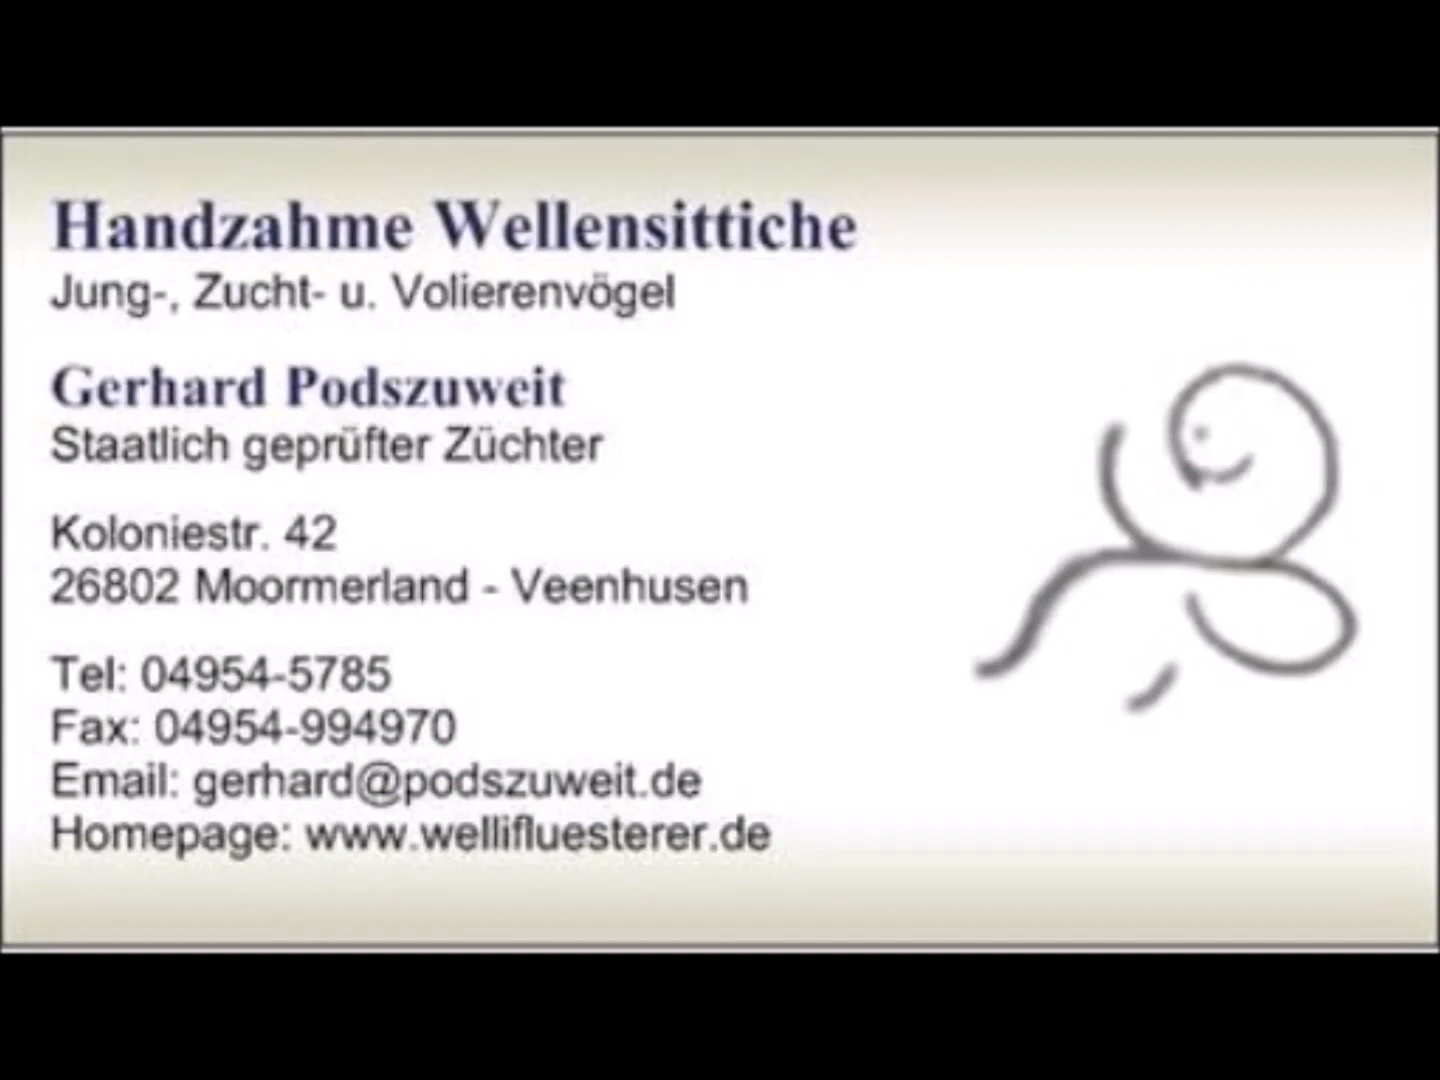 Handzahme Wellensittiche
Jung-, Zucht- u. Volierenvögel
Gerhard Podszuweit
Staatlich geprüfter Züchter
Koloniestr. 42
26802 Moormerland - Veenhusen
Tel: 04954-5785
Fax: 04954-994970
Email: gerhard@podszuweit.de
Homepage: www.wellifluesterer.de